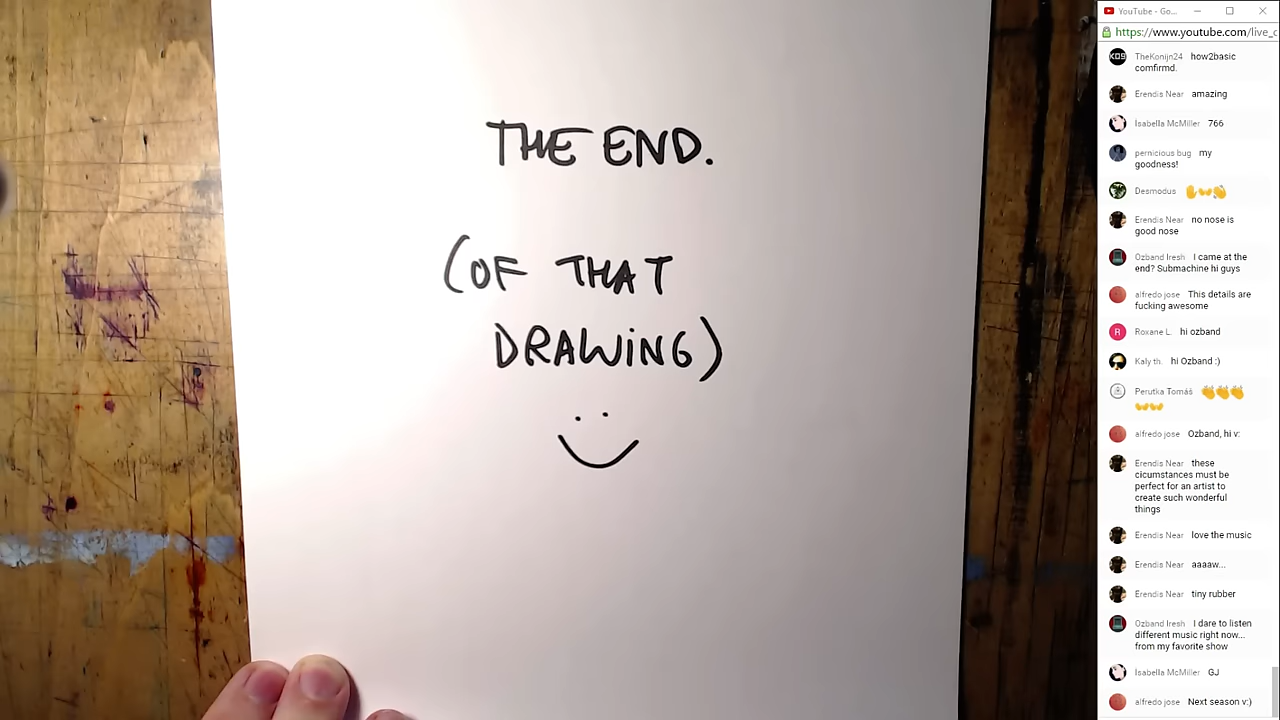 THE END.
(OF THAT
DRAWING)
YouTube - Go...
https://www.youtube.com/live_c
TheKonijn24 how2basic
comfirmd.
Erendis Near amazing
Isabella McMiller 766
pernicious bug my
goodness!
Desmodus
Erendis Near no nose is
good nose
Ozband Iresh I came at the
end? Submachine hi guys
alfredo jose This details are
fucking awesome
R Roxane L. hi ozband
Kaly th. hi Ozband :)
Perutka Tomáš
alfredo jose Ozband, hi v:
Erendis Near these
cicumstances must be
perfect for an artist to
create such wonderful
things
Erendis Near love the music
Erendis Near aaaaw...
Erendis Near tiny rubber
Ozband Iresh I dare to listen
different music right now...
from my favorite show
Isabella McMiller GJ
alfredo jose Next season v:)